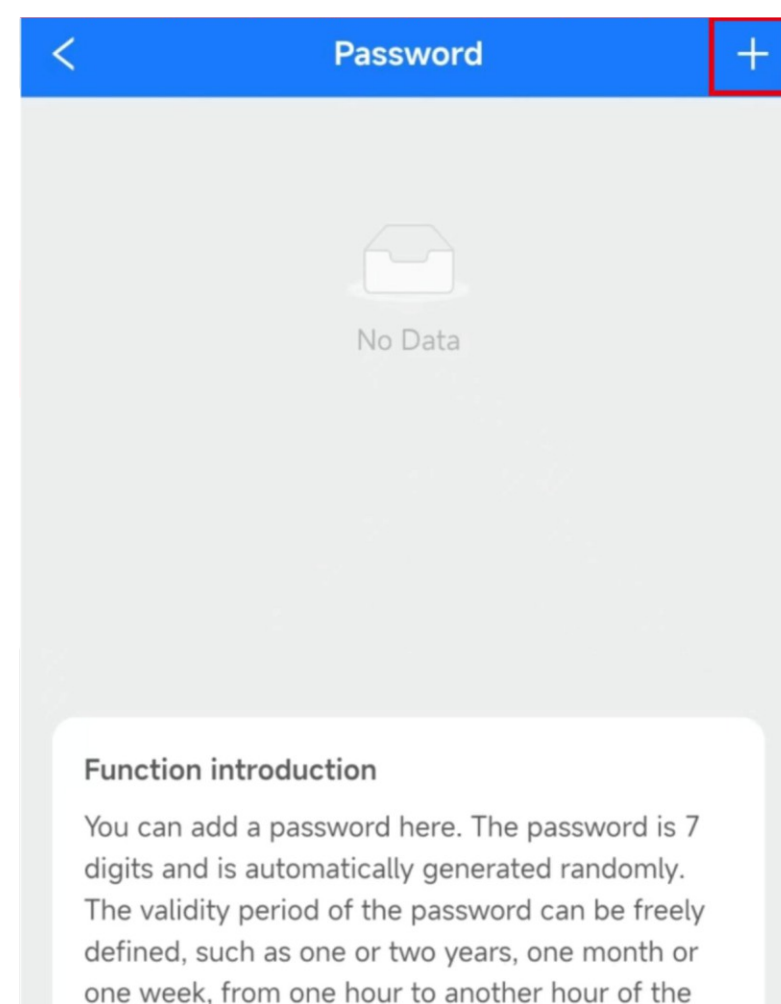 Password
No Data
Function introduction
You can add a password here. The password is 7
digits and is automatically generated randomly.
The validity period of the password can be freely
defined, such as one or two years, one month or
one week, from one hour to another hour of the